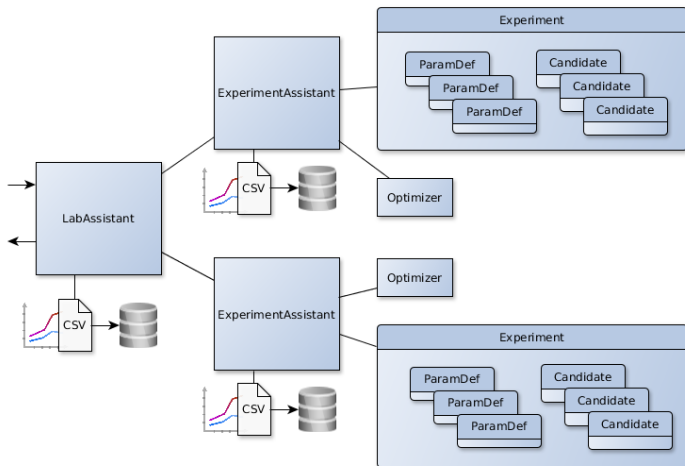 Experiment
ParamDef
ParamDef
ParamDef
Candidate
Candidate
Candidate
ExperimentAssistant
CSV
Optimizer
LabAssistant
CSV
Optimizer
ExperimentAssistant
CSV
Experiment
ParamDef
ParamDef
ParamDef
Candidate
Candidate
Candidate